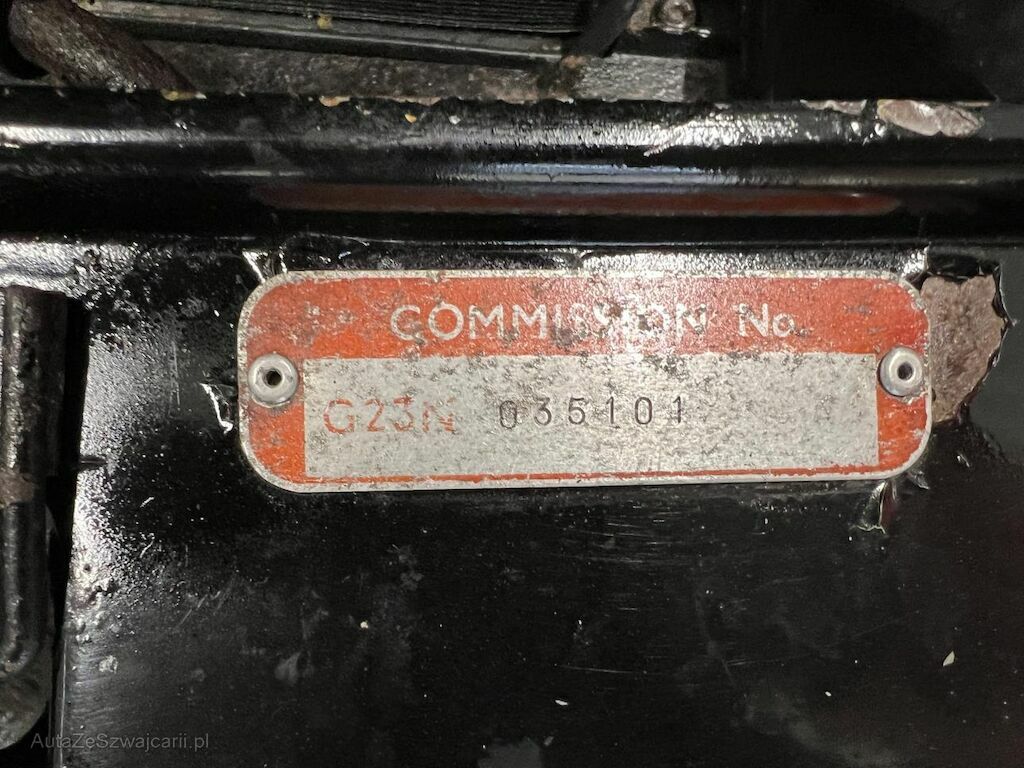 COMMISSION No.
G23N 035101
AutaZeSzwajcarii.pl